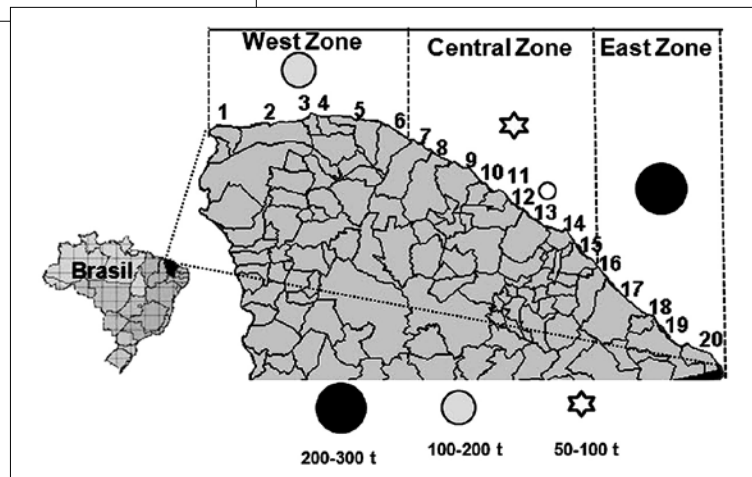 West Zone Central Zone East Zone
1 2 3 4 5 6 7 8 9 10 11 12 13 14 15 16 17 18 19 20
Brasil
200-300 t 100-200 t 50-100 t